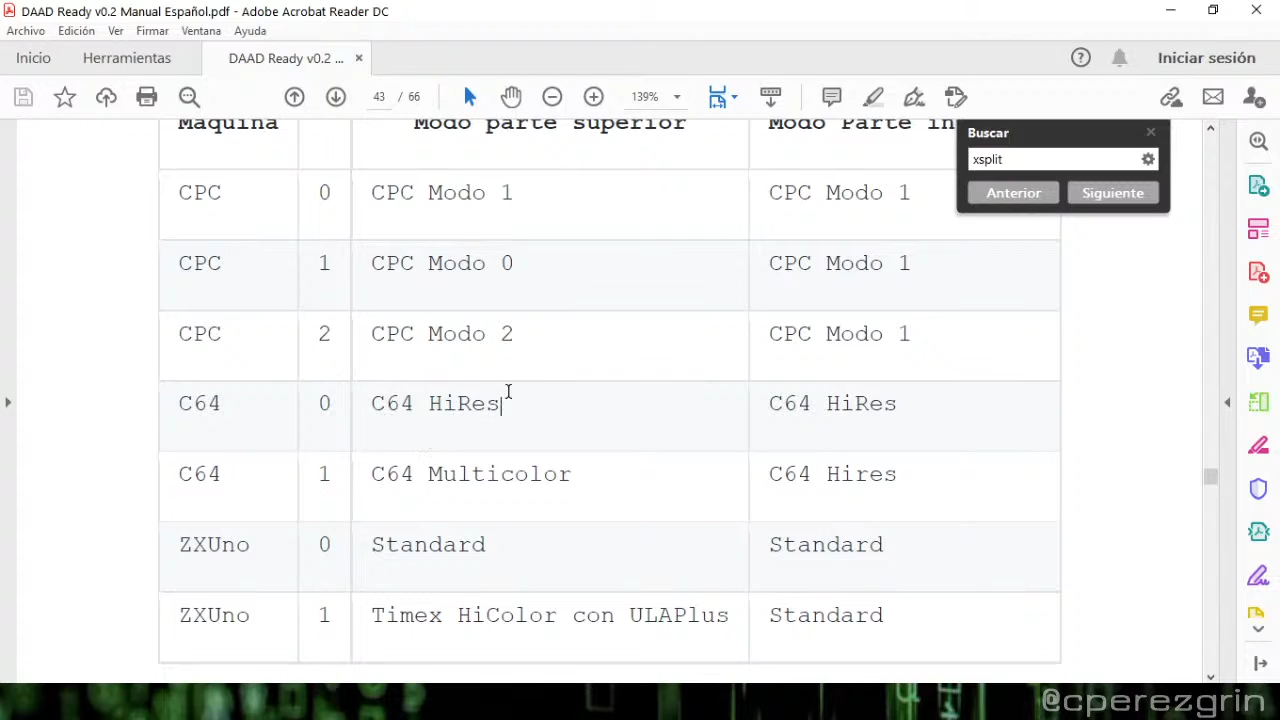 DAAD Ready v0.2 Manual Español.pdf - Adobe Acrobat Reader DC
Archivo Edición Ver Firmar Ventana Ayuda
Inicio Herramientas DAAD Ready v0.2 ... × Iniciar sesión
43 / 66 139%
Maquina Modo parte superior Modo Parte in
Buscar
xsplit
Anterior Siguiente
CPC 0 CPC Modo 1 CPC Modo 1
CPC 1 CPC Modo 0 CPC Modo 1
CPC 2 CPC Modo 2 CPC Modo 1
C64 0 C64 HiRes C64 HiRes
C64 1 C64 Multicolor C64 Hires
ZXUno 0 Standard Standard
ZXUno 1 Timex HiColor con ULAPlus Standard
@cperezgrin